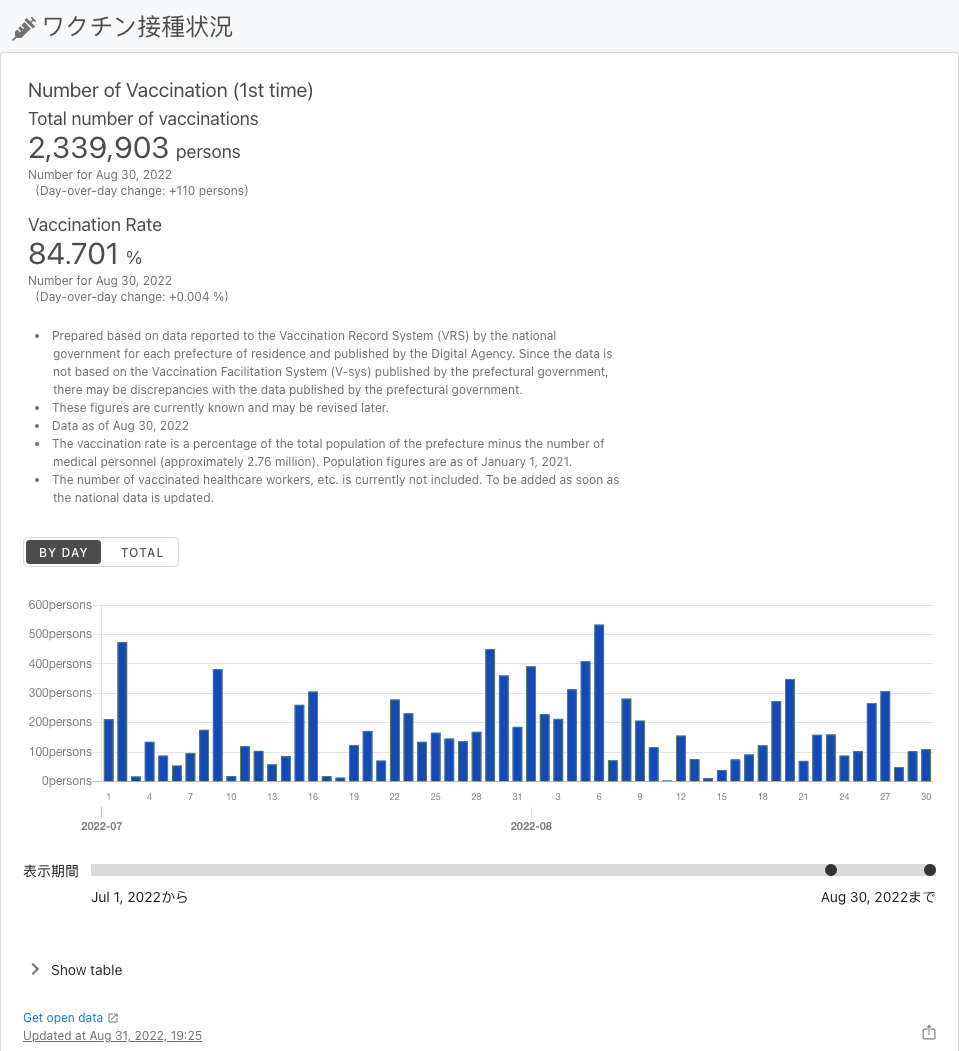 ワクチン接種状況
Number of Vaccination (1st time)
Total number of vaccinations
2,339,903 persons
Number for Aug 30, 2022
(Day-over-day change: +110 persons)
Vaccination Rate
84.701 %
Number for Aug 30, 2022
(Day-over-day change: +0.004 %)
• Prepared based on data reported to the Vaccination Record System (VRS) by the national
government for each prefecture of residence and published by the Digital Agency. Since the data is
not based on the Vaccination Facilitation System (V-sys) published by the prefectural government,
there may be discrepancies with the data published by the prefectural government.
• These figures are currently known and may be revised later.
• Data as of Aug 30, 2022
• The vaccination rate is a percentage of the total population of the prefecture minus the number of
medical personnel (approximately 2.76 million). Population figures are as of January 1, 2021.
• The number of vaccinated healthcare workers, etc. is currently not included. To be added as soon as
the national data is updated.
BY DAY TOTAL
600persons
500persons
400persons
300persons
200persons
100persons
0persons
1 4 7 10 13 16 19 22 25 28 31 3 6 9 12 15 18 21 24 27 30
2022-07 2022-08
表示期間
Jul 1, 2022から Aug 30, 2022まで
Show table
Get open data
Updated at Aug 31, 2022, 19:25